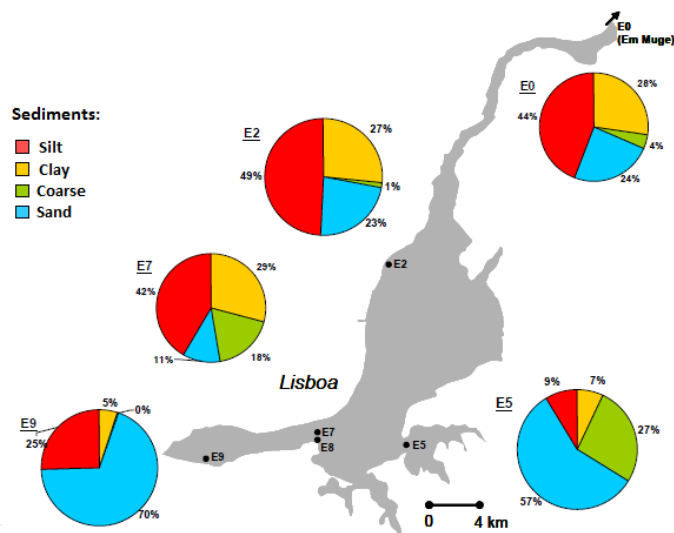 E0
(Em Muge)
E0
28%
44%
4%
24%
Sediments:
Silt
Clay
Coarse
Sand
E2
27%
49%
1%
23%
E2
E7
29%
42%
11%
18%
Lisboa
E9
5%
0%
25%
70%
E7
E8
E9
E5
E5
9%
7%
27%
57%
0 4 km